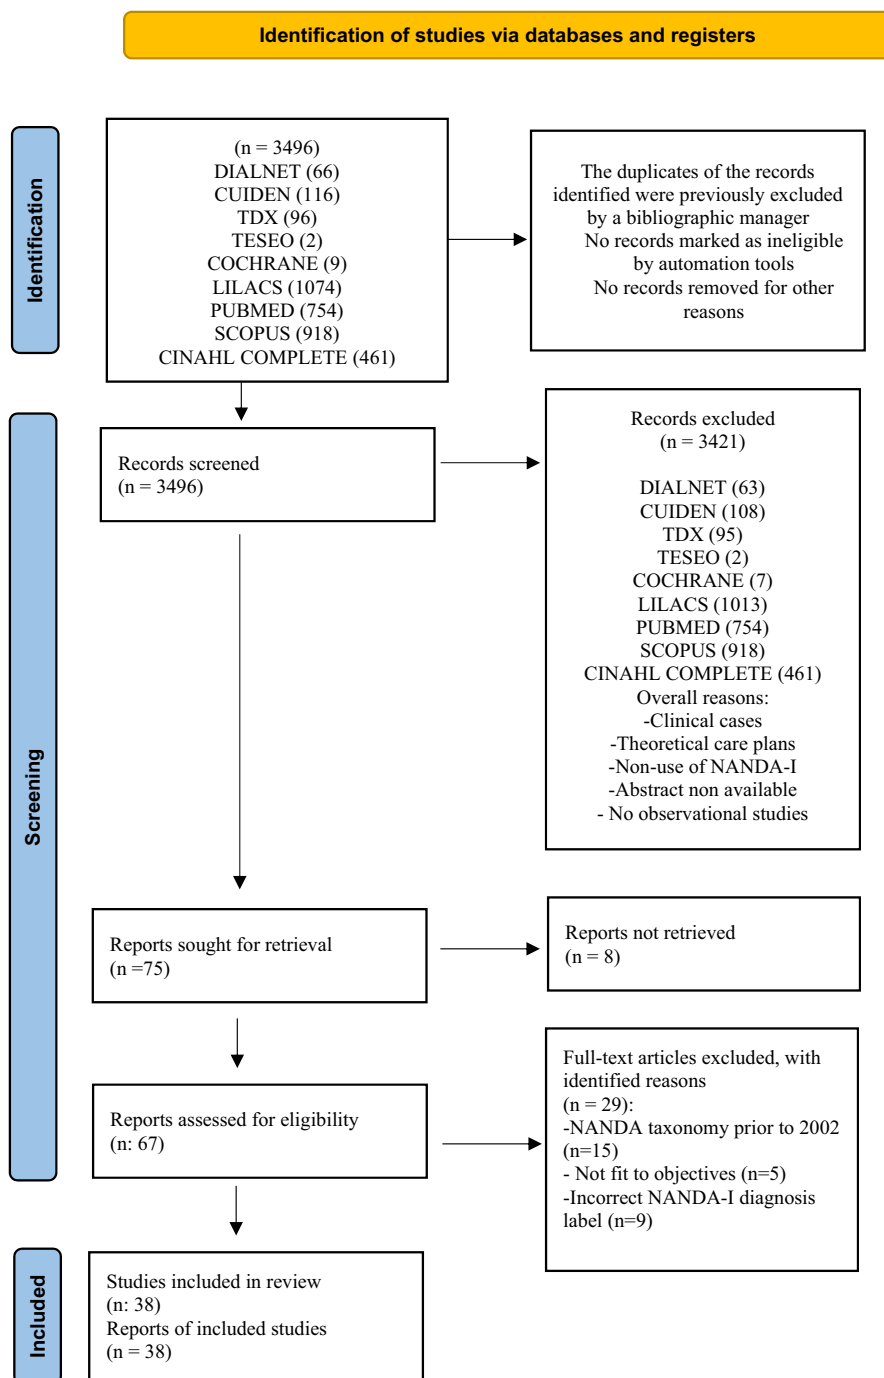 Identification of studies via databases and registers
Identification
(n = 3496)
DIALNET (66)
CUIDEN (116)
TDX (96)
TESEO (2)
COCHRANE (9)
LILACS (1074)
PUBMED (754)
SCOPUS (918)
CINAHL COMPLETE (461)
The duplicates of the records
identified were previously excluded
by a bibliographic manager
No records marked as ineligible
by automation tools
No records removed for other
reasons
Screening
Records screened
(n = 3496)
Records excluded
(n = 3421)
DIALNET (63)
CUIDEN (108)
TDX (95)
TESEO (2)
COCHRANE (7)
LILACS (1013)
PUBMED (754)
SCOPUS (918)
CINAHL COMPLETE (461)
Overall reasons:
-Clinical cases
-Theoretical care plans
-Non-use of NANDA-I
-Abstract non available
- No observational studies
Reports sought for retrieval
(n =75)
Reports not retrieved
(n = 8)
Reports assessed for eligibility
(n: 67)
Full-text articles excluded, with
identified reasons
(n = 29):
-NANDA taxonomy prior to 2002
(n=15)
- Not fit to objectives (n=5)
-Incorrect NANDA-I diagnosis
label (n=9)
Included
Studies included in review
(n: 38)
Reports of included studies
(n = 38)